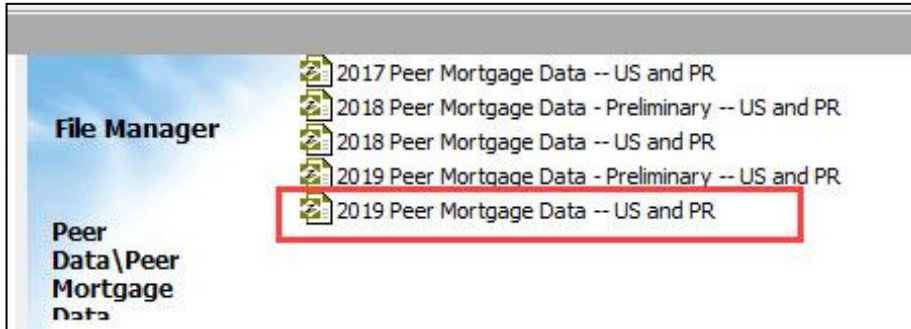 2017 Peer Mortgage Data -- US and PR
2018 Peer Mortgage Data - Preliminary -- US and PR
File Manager
2018 Peer Mortgage Data -- US and PR
2019 Peer Mortgage Data - Preliminary -- US and PR
2019 Peer Mortgage Data -- US and PR
Peer
Data\Peer
Mortgage
Data